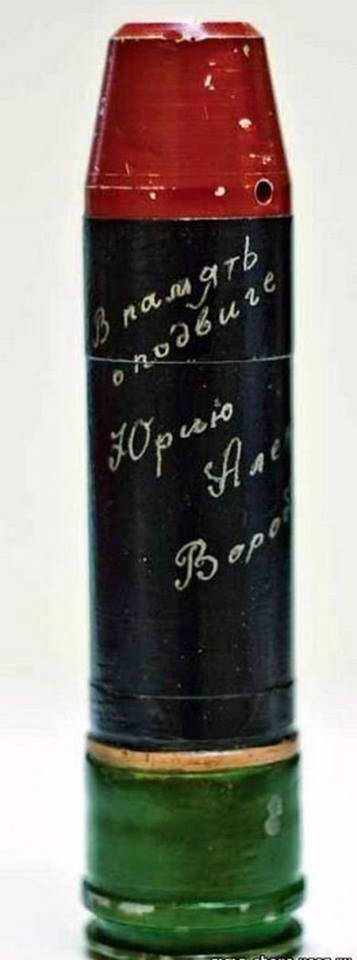 В память
о подвиге
Юрию
Але
Вороб